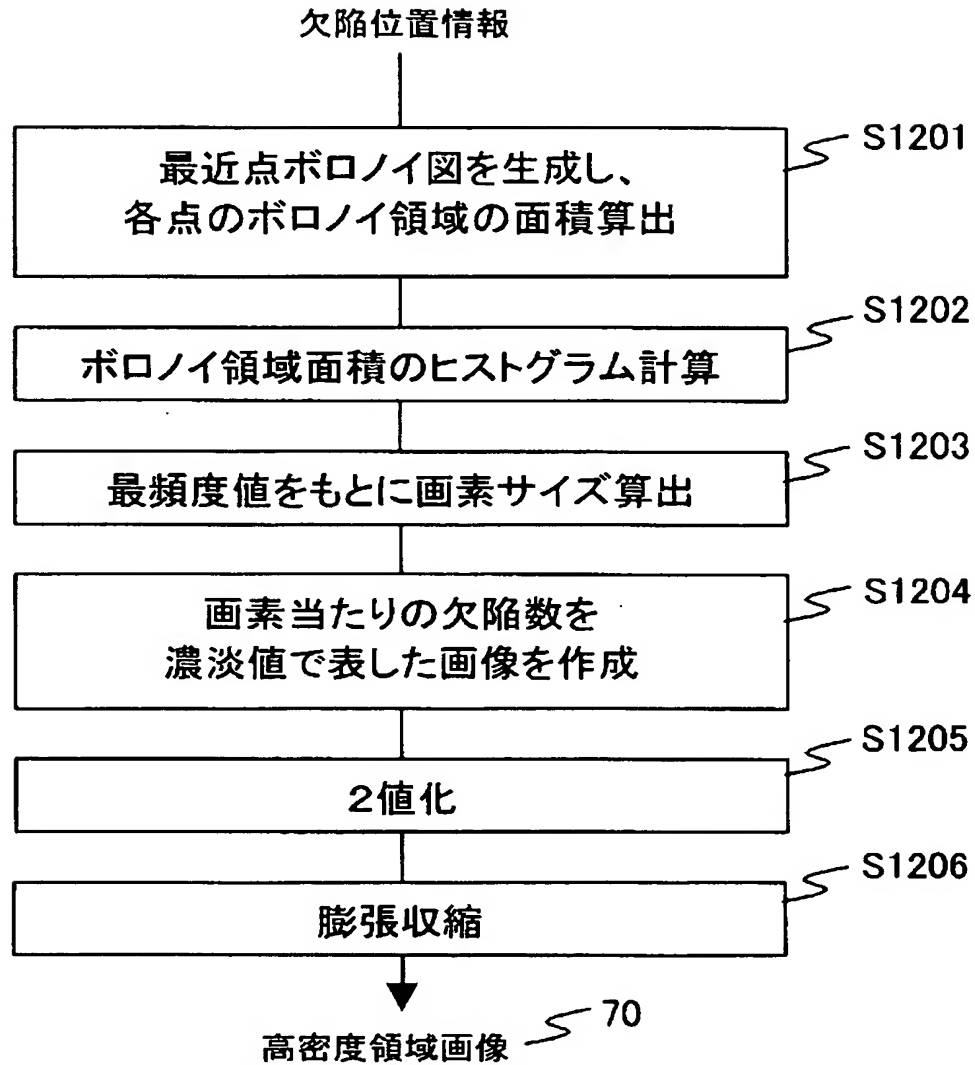 欠陥位置情報
S1201
最近点ボロノイ図を生成し、
各点のボロノイ領域の面積算出
S1202
ボロノイ領域面積のヒストグラム計算
S1203
最頻度値をもとに画素サイズ算出
S1204
画素当たりの欠陥数を
濃淡値で表した画像を作成
S1205
2値化
S1206
膨張収縮
70
高密度領域画像